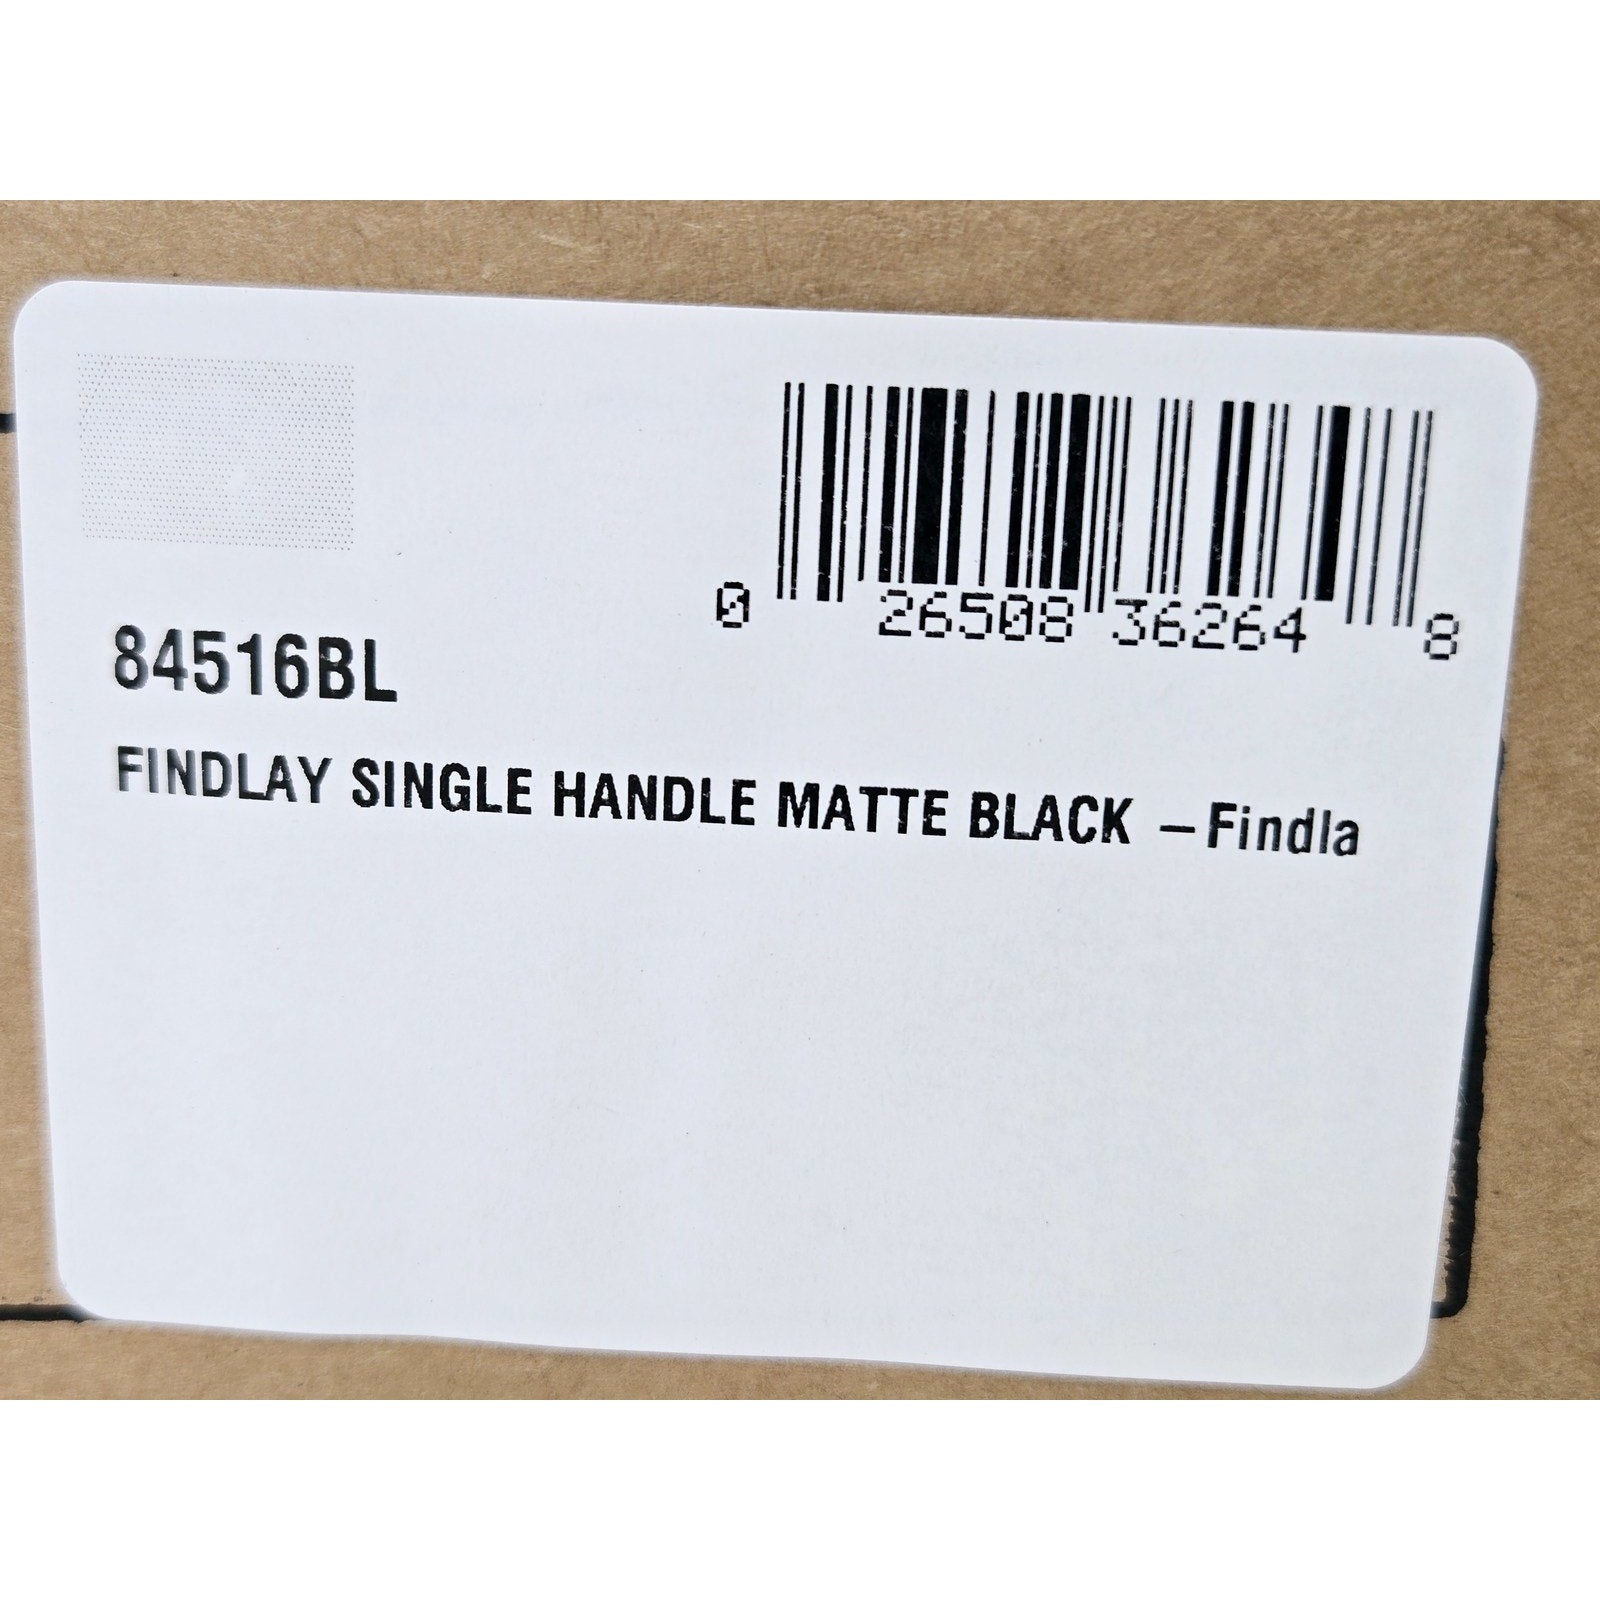 0 26508 36264 8
84516BL
FINDLAY SINGLE HANDLE MATTE BLACK –Findla